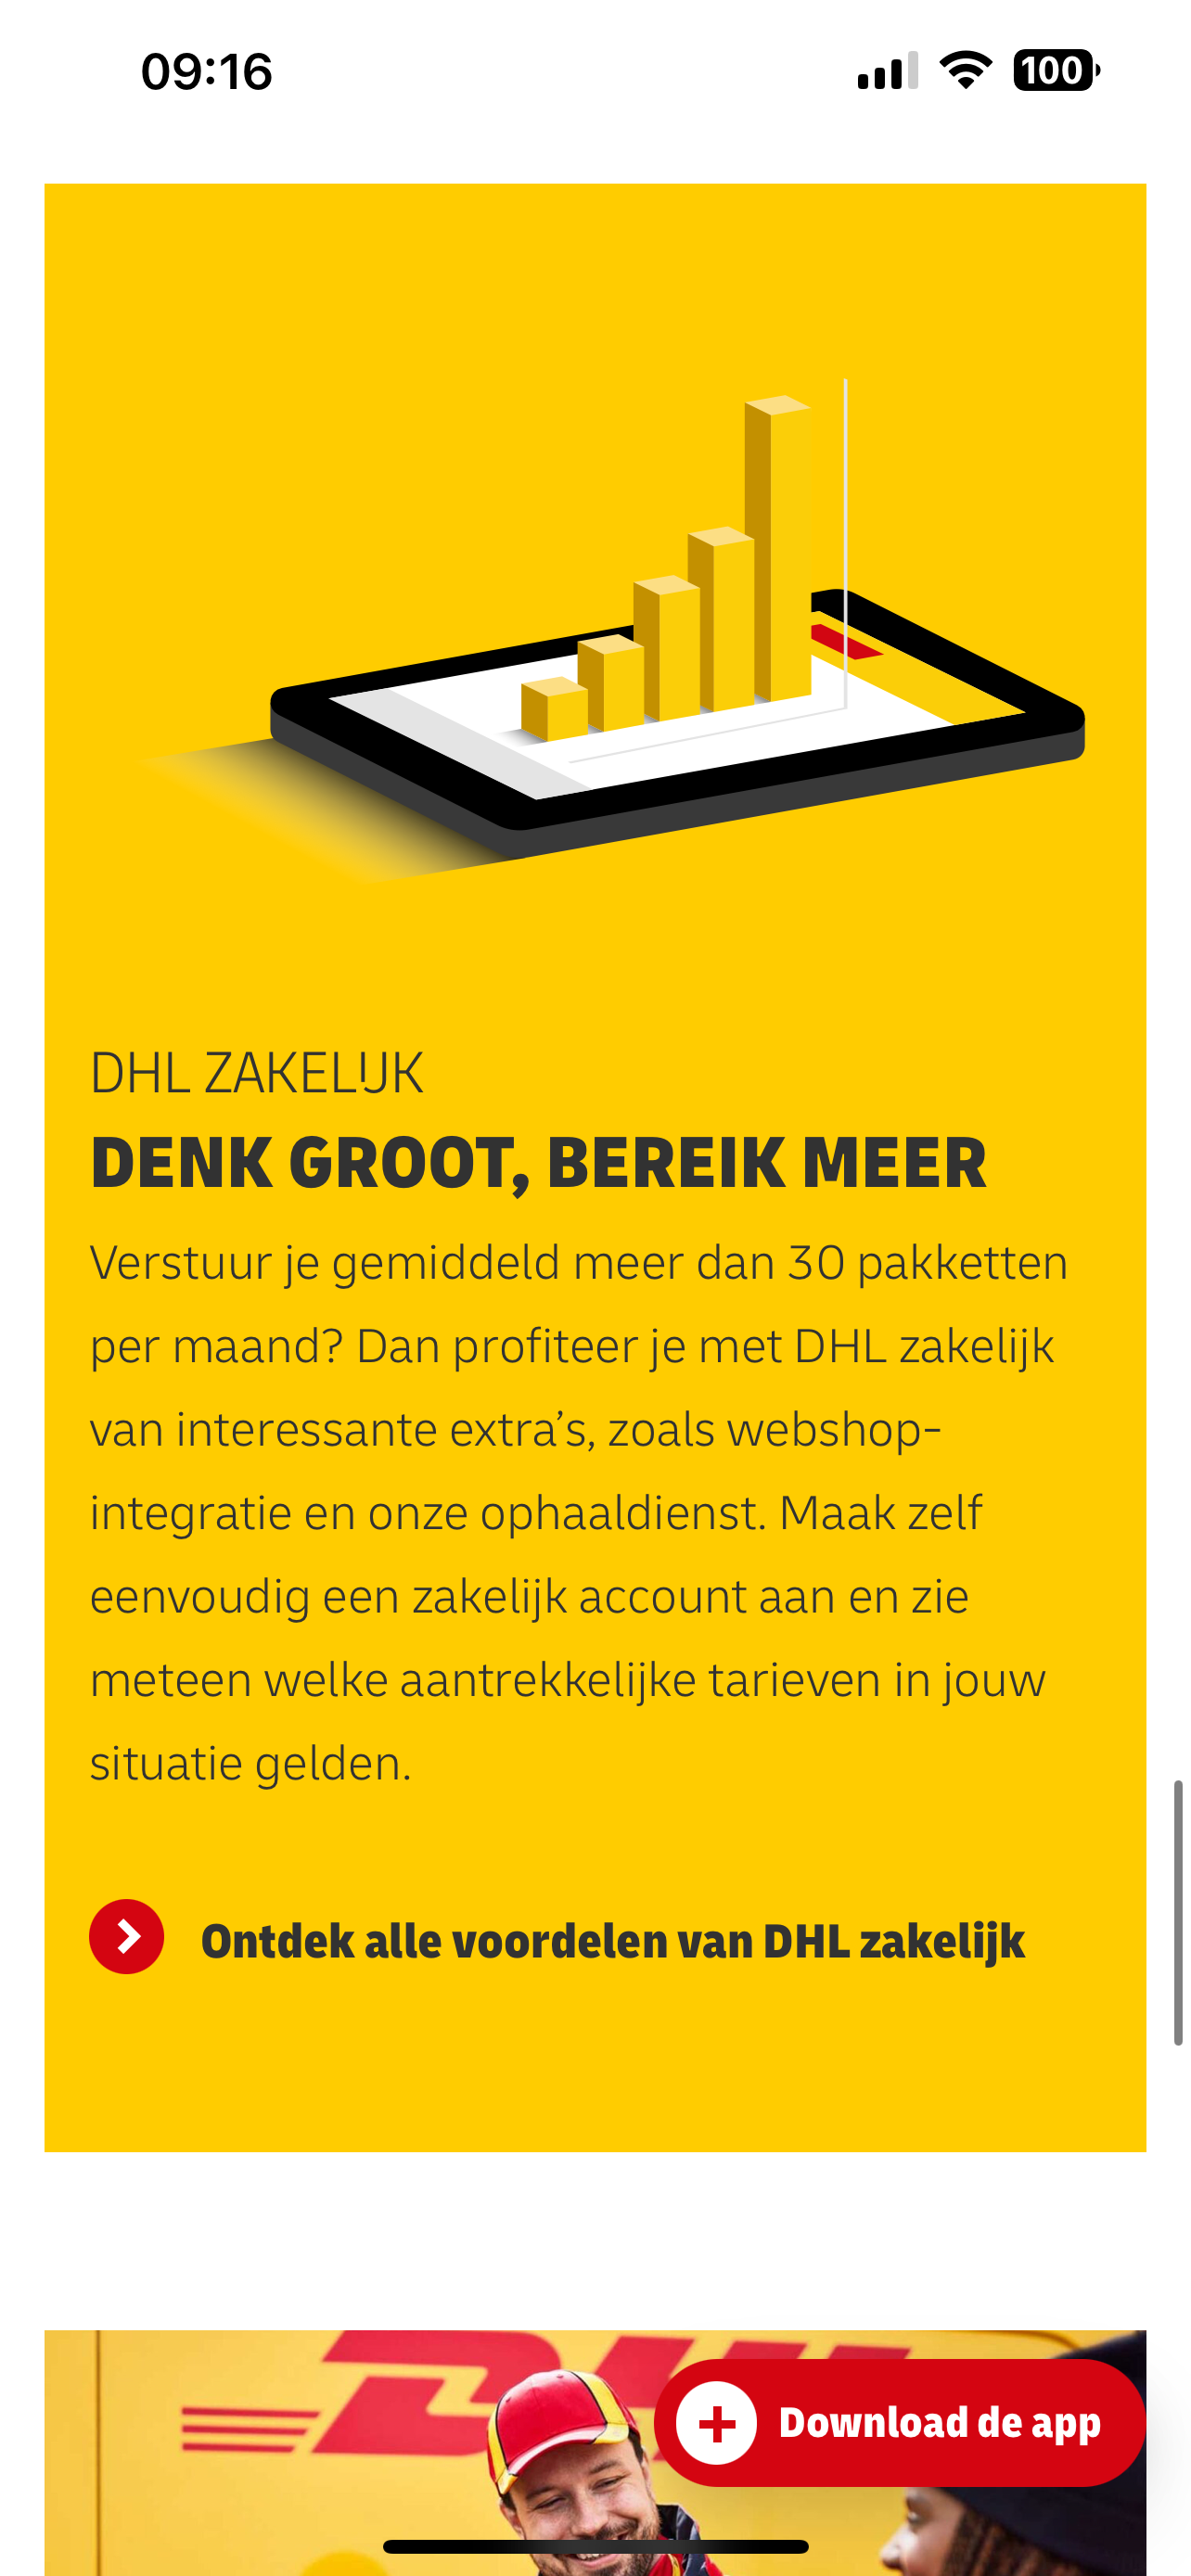 09:16
100
DHL ZAKELIJK
DENK GROOT, BEREIK MEER
Verstuur je gemiddeld meer dan 30 pakketten
per maand? Dan profiteer je met DHL zakelijk
van interessante extra’s, zoals webshop-
integratie en onze ophaaldienst. Maak zelf
eenvoudig een zakelijk account aan en zie
meteen welke aantrekkelijke tarieven in jouw
situatie gelden.
Ontdek alle voordelen van DHL zakelijk
DHL
Download de app